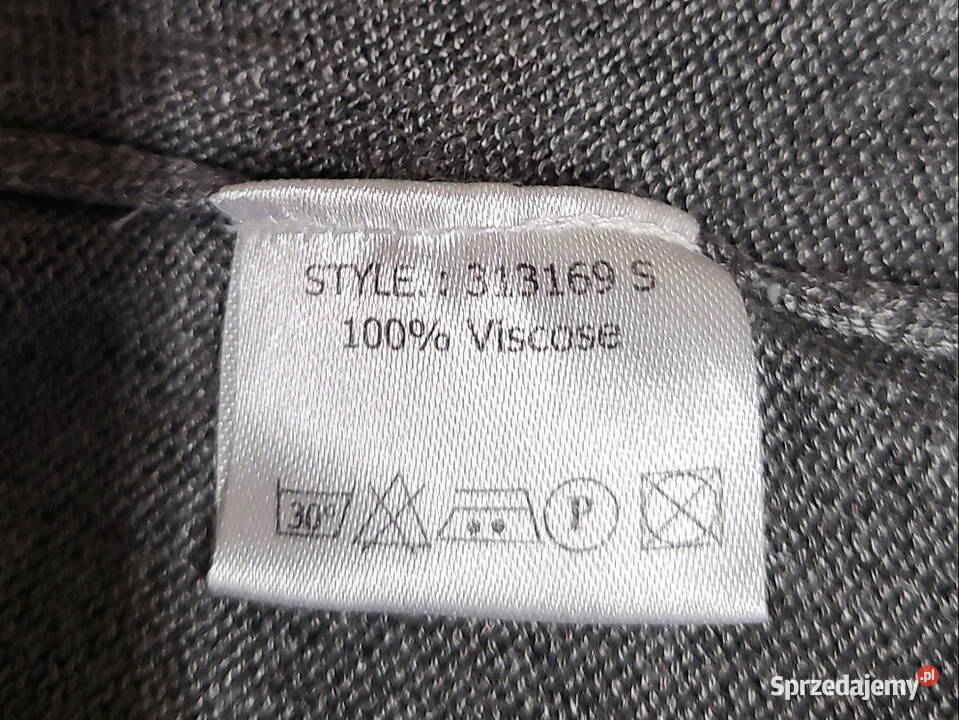 STYLE.: 313169 S
100% Viscose
30° P
Sprzedajemy.pl